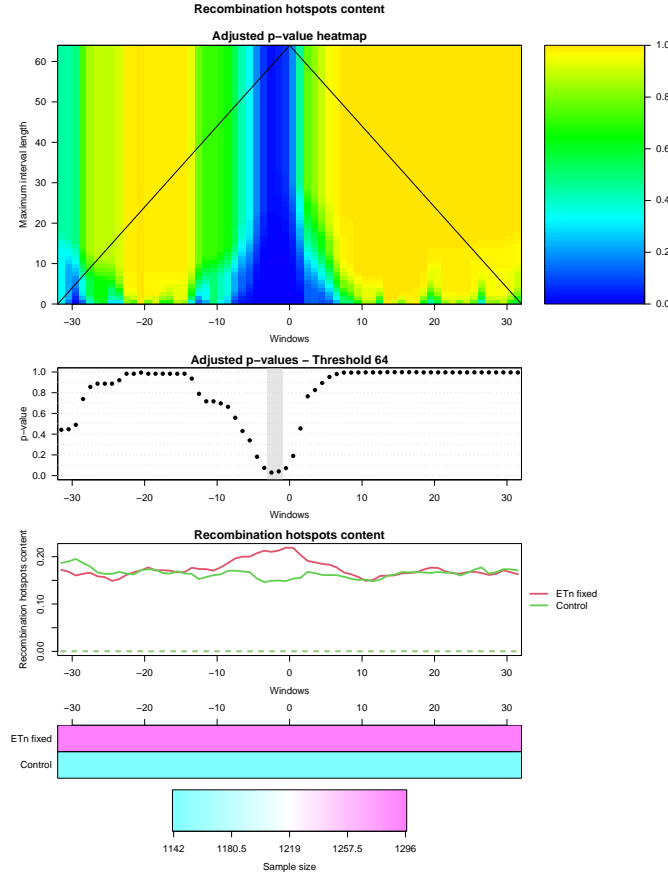 Recombination hotspots content
Adjusted p−value heatmap
Maximum interval length
60
50
40
30
20
10
0
−30 −20 −10 0 10 20 30
Windows
1.0
0.8
0.6
0.4
0.2
0.0
Adjusted p−values − Threshold 64
p−value
1.0
0.8
0.6
0.4
0.2
0.0
−30 −20 −10 0 10 20 30
Windows
Recombination hotspots content
Recombination hotspots content
0.20
0.10
0.00
−30 −20 −10 0 10 20 30
Windows
ETn fixed
Control
−30 −20 −10 0 10 20 30
ETn fixed
Control
1142 1180.5 1219 1257.5 1296
Sample size